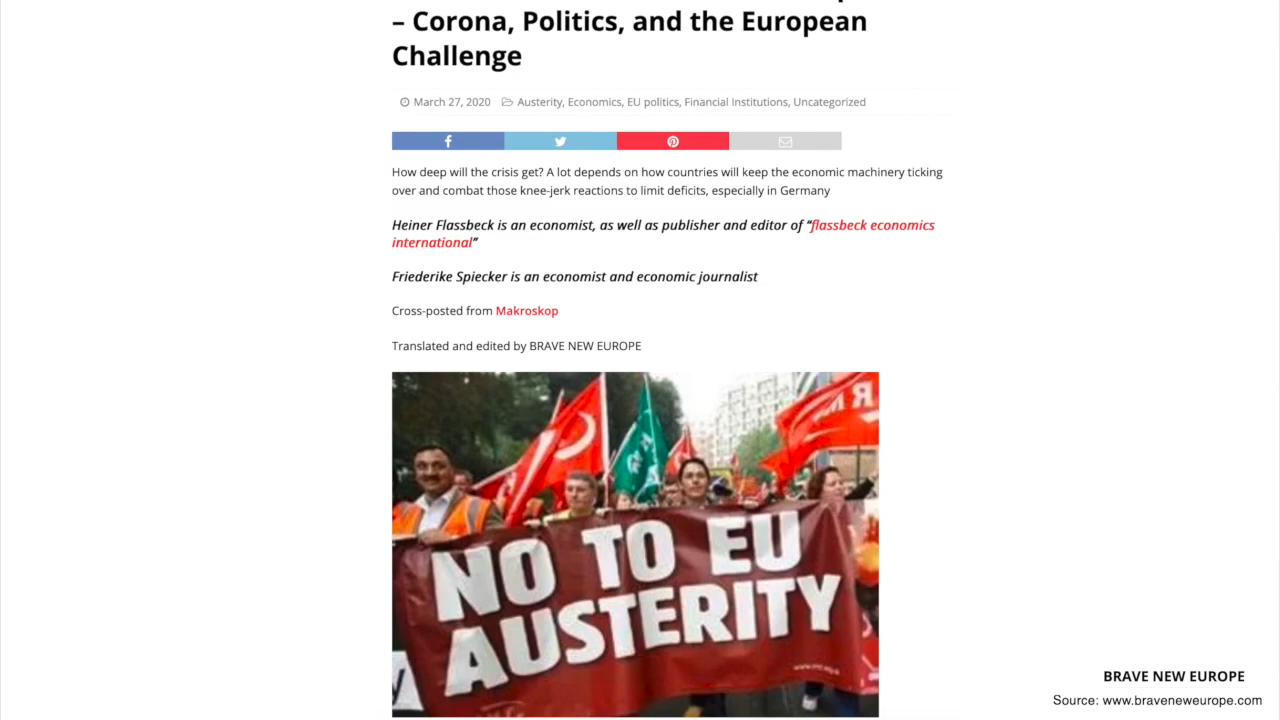 – Corona, Politics, and the European
Challenge
March 27, 2020 Austerity, Economics, EU politics, Financial Institutions, Uncategorized
How deep will the crisis get? A lot depends on how countries will keep the economic machinery ticking
over and combat those knee-jerk reactions to limit deficits, especially in Germany
Heiner Flassbeck is an economist, as well as publisher and editor of “flassbeck economics
international”
Friederike Spiecker is an economist and economic journalist
Cross-posted from Makroskop
Translated and edited by BRAVE NEW EUROPE
NO TO EU
AUSTERITY
BRAVE NEW EUROPE
Source: www.braveneweurope.com